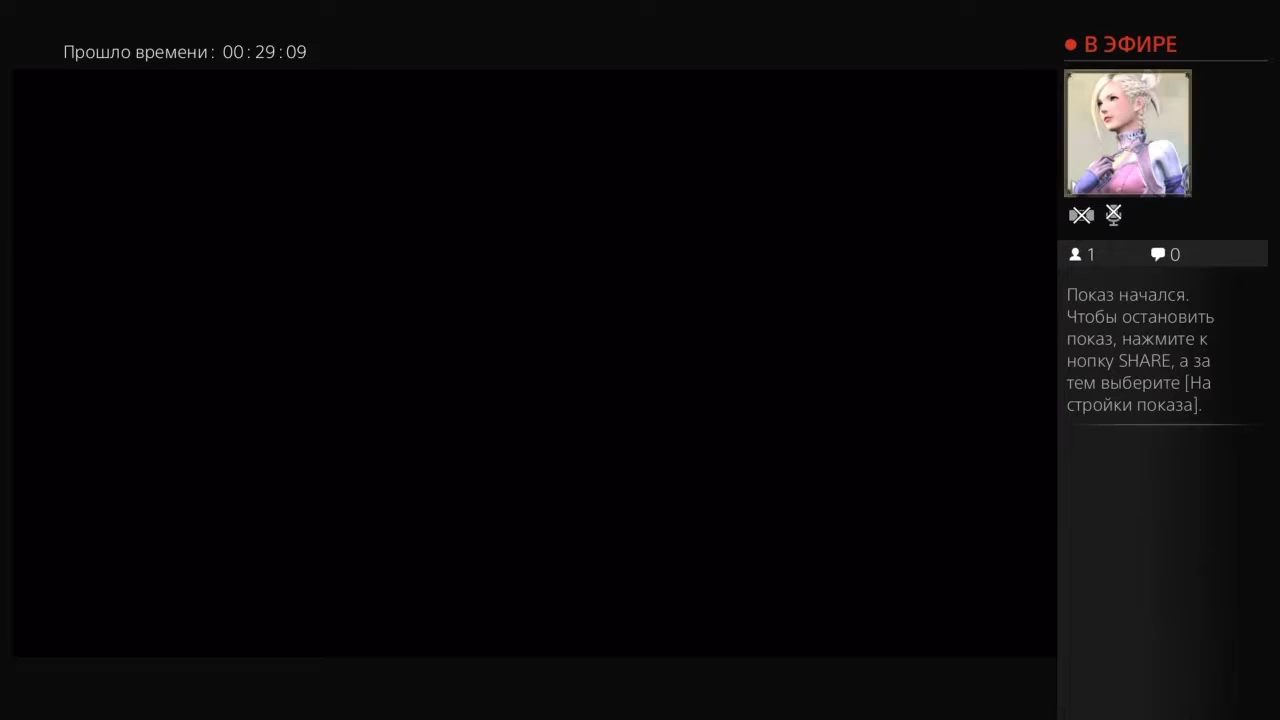 Прошло времени: 00:29:09
В ЭФИРЕ
1 0
Показ начался.
Чтобы остановить
показ, нажмите к
нопку SHARE, а за
тем выберите [На
стройки показа].